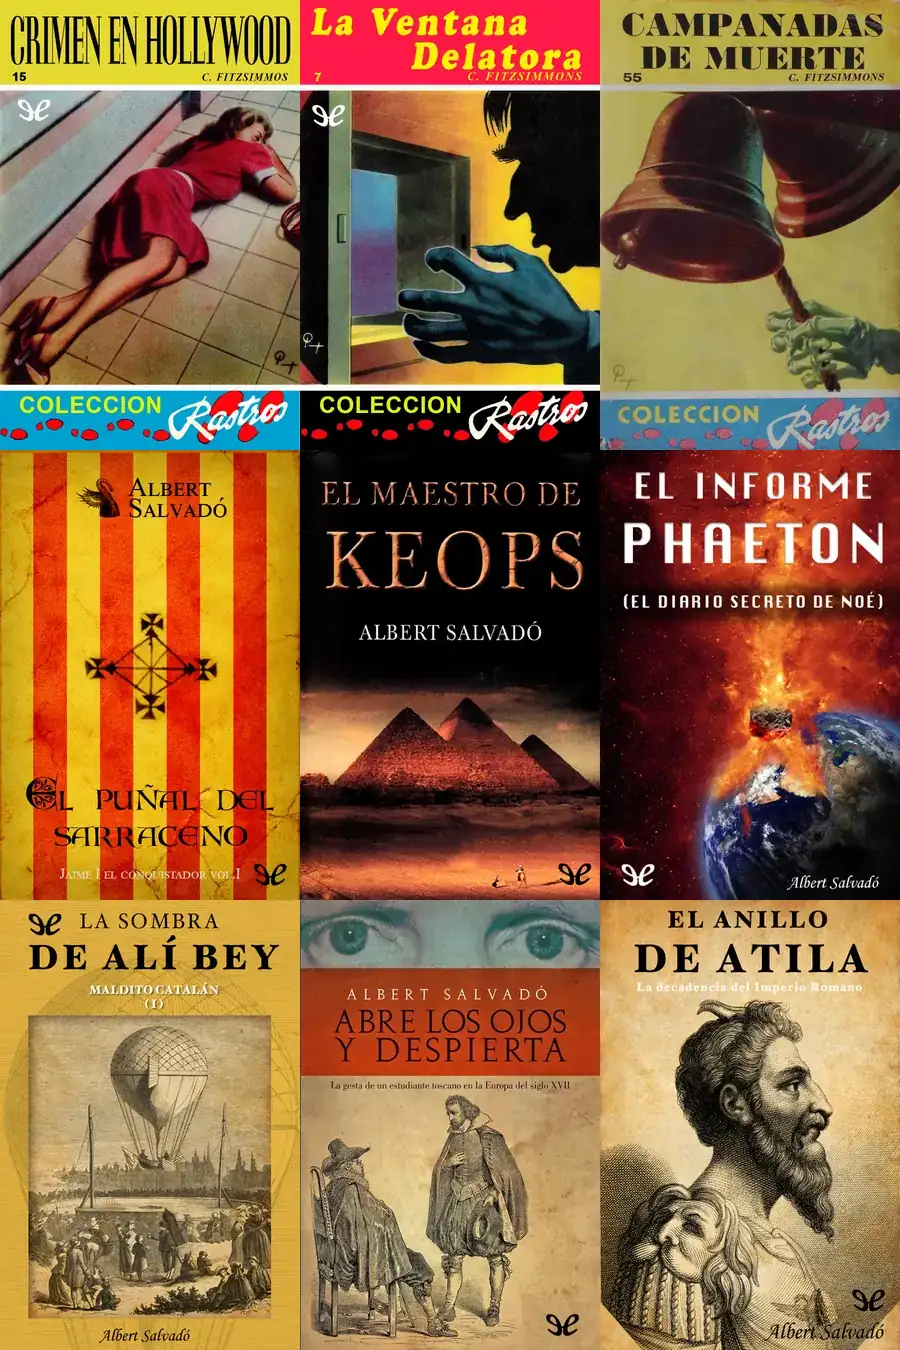 CRIMEN EN HOLLYWOOD
15
C. FITZSIMMOS
La Ventana
Delatora
7
C. FITZSIMMONS
CAMPANADAS
DE MUERTE
55
C. FITZSIMMONS
COLECCION Rastros
COLECCION Rastros
COLECCION Rastros
ALBERT
SALVADÓ
EL PUÑAL DEL
SARRACENO
JAIME I EL CONQUISTADOR VOL.I
EL MAESTRO DE
KEOPS
ALBERT SALVADÓ
EL INFORME
PHAETON
(EL DIARIO SECRETO DE NOÉ)
Albert Salvadó
LA SOMBRA
DE ALÍ BEY
MALDITO CATALÁN
(I)
Albert Salvadó
ALBERT SALVADÓ
ABRE LOS OJOS
Y DESPIERTA
La gesta de un estudiante toscano en la Europa del siglo XVII
EL ANILLO
DE ATILA
La decadencia del Imperio Romano
Albert Salvadó